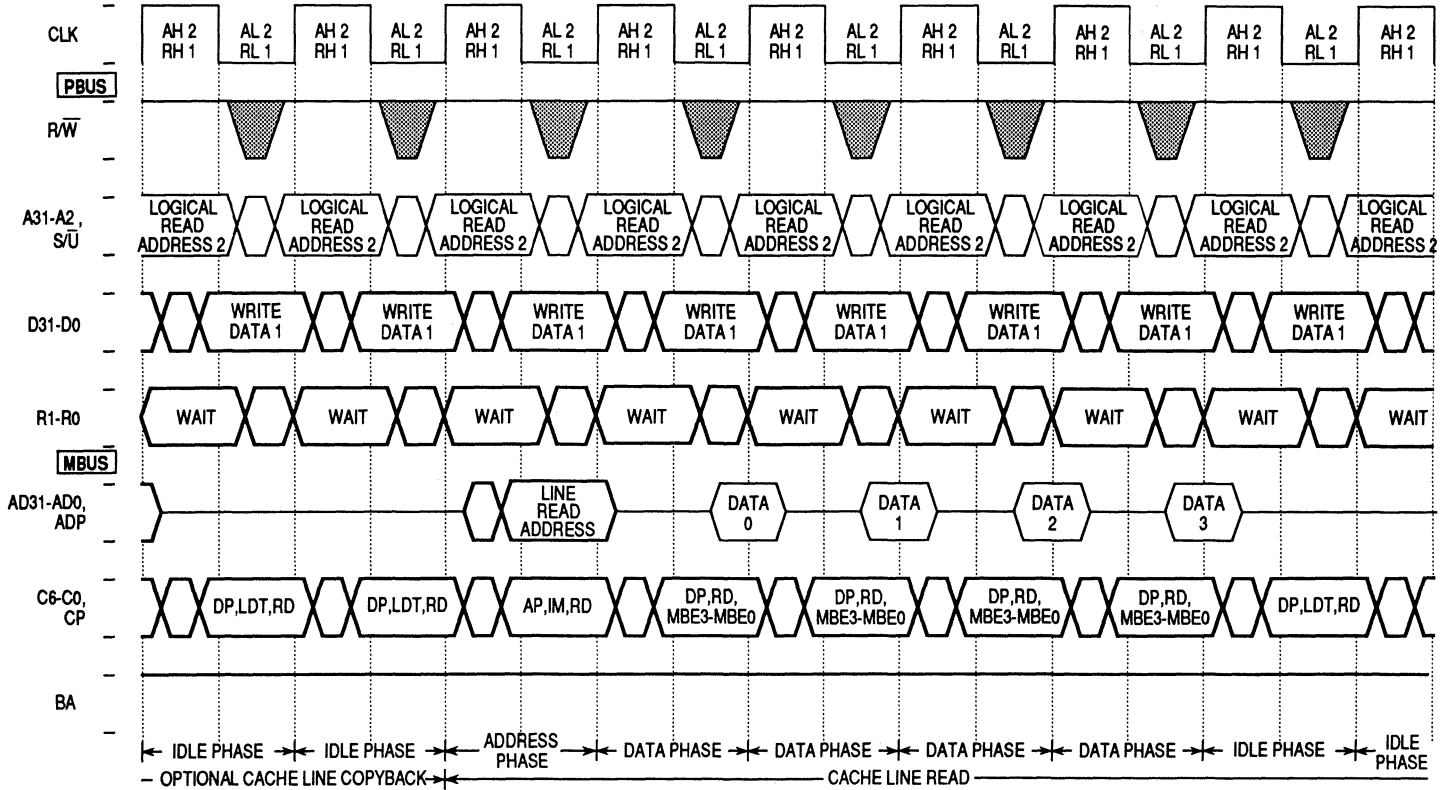 CLK
AH 2 AL 2 AH 2 AL 2 AH 2 AL 2 AH 2 AL 2 AH 2 AL 2 AH 2 AL 2 AH 2 AL 2 AH 2 AL 2 AH 2
RH 1 RL 1 RH 1 RL 1 RH 1 RL 1 RH 1 RL 1 RH 1 RL 1 RH 1 RL 1 RH 1 RL 1 RH 1 RL 1 RH 1
PBUS
R/W̅
A31-A2,
S/U̅
LOGICAL LOGICAL LOGICAL LOGICAL LOGICAL LOGICAL LOGICAL LOGICAL LOGICAL
READ READ READ READ READ READ READ READ READ
ADDRESS 2 ADDRESS 2 ADDRESS 2 ADDRESS 2 ADDRESS 2 ADDRESS 2 ADDRESS 2 ADDRESS 2 ADDRESS 2
D31-D0
WRITE WRITE WRITE WRITE WRITE WRITE WRITE WRITE
DATA 1 DATA 1 DATA 1 DATA 1 DATA 1 DATA 1 DATA 1 DATA 1
R1-R0
WAIT WAIT WAIT WAIT WAIT WAIT WAIT WAIT WAIT
MBUS
AD31-AD0,
ADP
LINE
READ
ADDRESS
DATA DATA DATA DATA
0 1 2 3
C6-C0,
CP
DP,LDT,RD DP,LDT,RD AP,IM,RD DP,RD, DP,RD, DP,RD, DP,RD, DP,LDT,RD
MBE3-MBE0 MBE3-MBE0 MBE3-MBE0 MBE3-MBE0
BA
IDLE PHASE IDLE PHASE ADDRESS PHASE DATA PHASE DATA PHASE DATA PHASE DATA PHASE IDLE PHASE IDLE PHASE
OPTIONAL CACHE LINE COPYBACK CACHE LINE READ